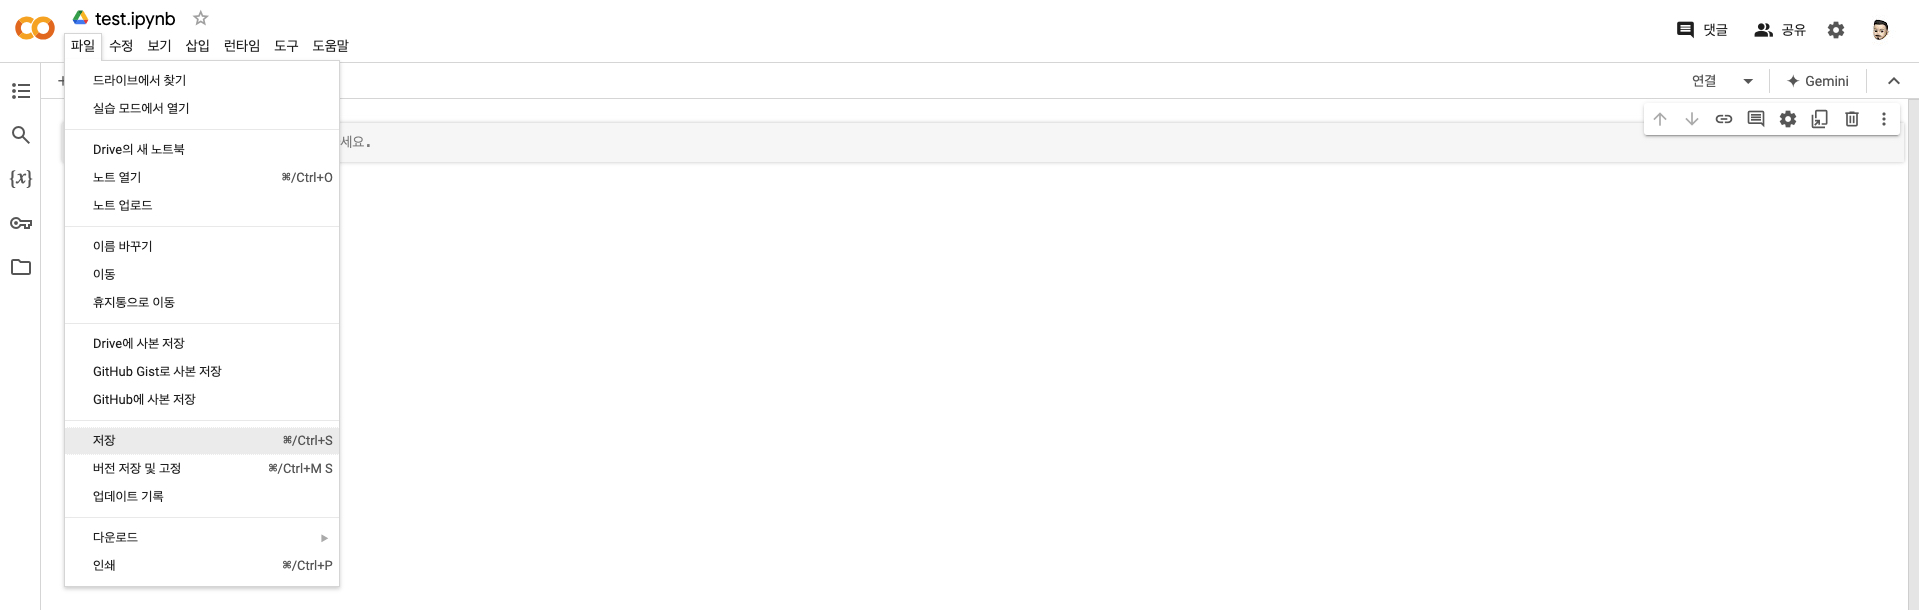 test.ipynb
파일 수정 보기 삽입 런타임 도구 도움말
댓글 공유
연결 Gemini
드라이브에서 찾기
실습 모드에서 열기
세요.
Drive의 새 노트북
노트 열기 ⌘/Ctrl+O
노트 업로드
이름 바꾸기
이동
휴지통으로 이동
Drive에 사본 저장
GitHub Gist로 사본 저장
GitHub에 사본 저장
저장 ⌘/Ctrl+S
버전 저장 및 고정 ⌘/Ctrl+M S
업데이트 기록
다운로드
인쇄 ⌘/Ctrl+P